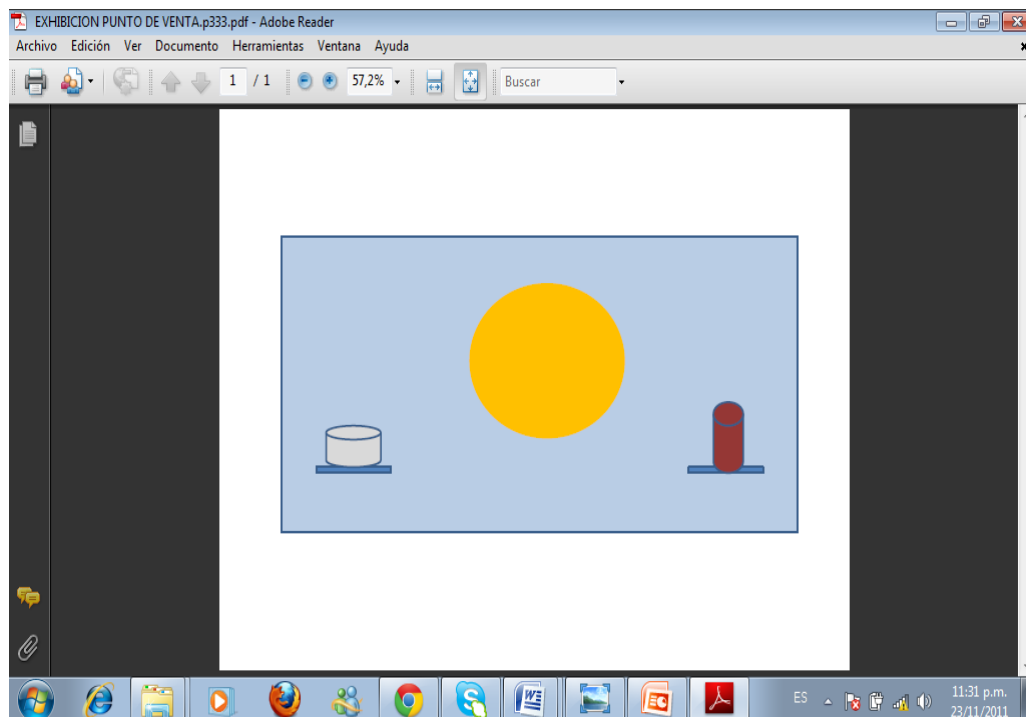 EXHIBICION PUNTO DE VENTA.p333.pdf - Adobe Reader
Archivo Edición Ver Documento Herramientas Ventana Ayuda
1 / 1 57,2% Buscar
ES 11:31 p.m.
23/11/2011